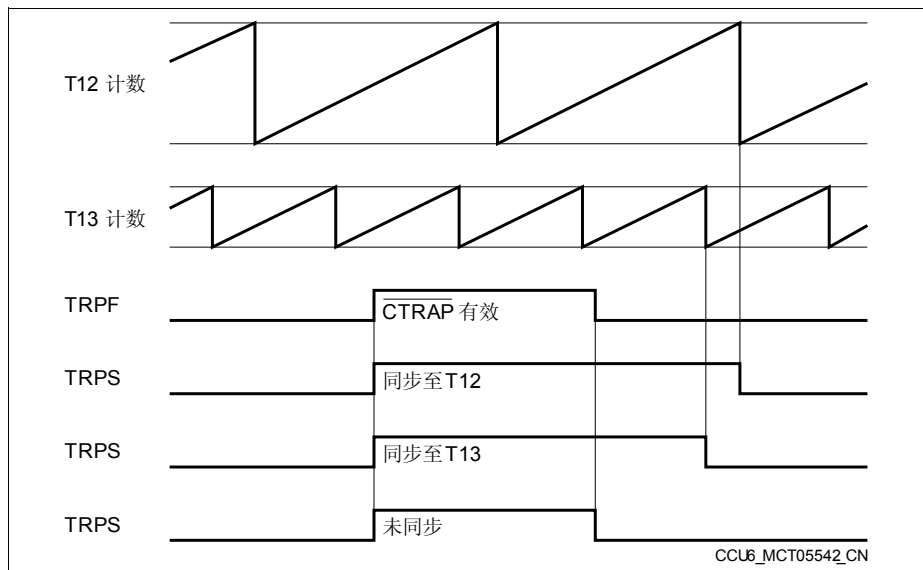 T12 计数
T13 计数
TRPF
CTRAP 有效
TRPS
同步至T12
TRPS
同步至T13
TRPS
未同步
CCU6_MCT05542_CN